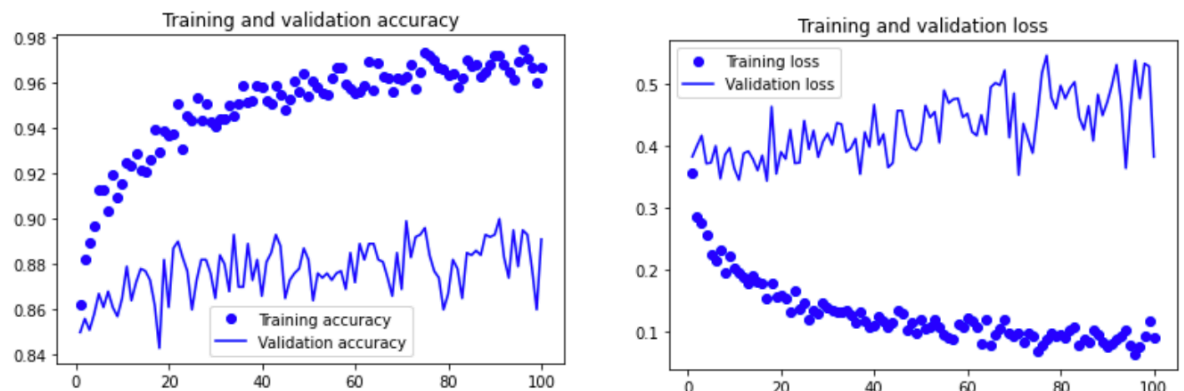 Training and validation accuracy
0.98
0.96
0.94
0.92
0.90
0.88
0.86
0.84
Training accuracy
Validation accuracy
0 20 40 60 80 100
Training and validation loss
Training loss
Validation loss
0.5
0.4
0.3
0.2
0.1
0 20 40 60 80 100